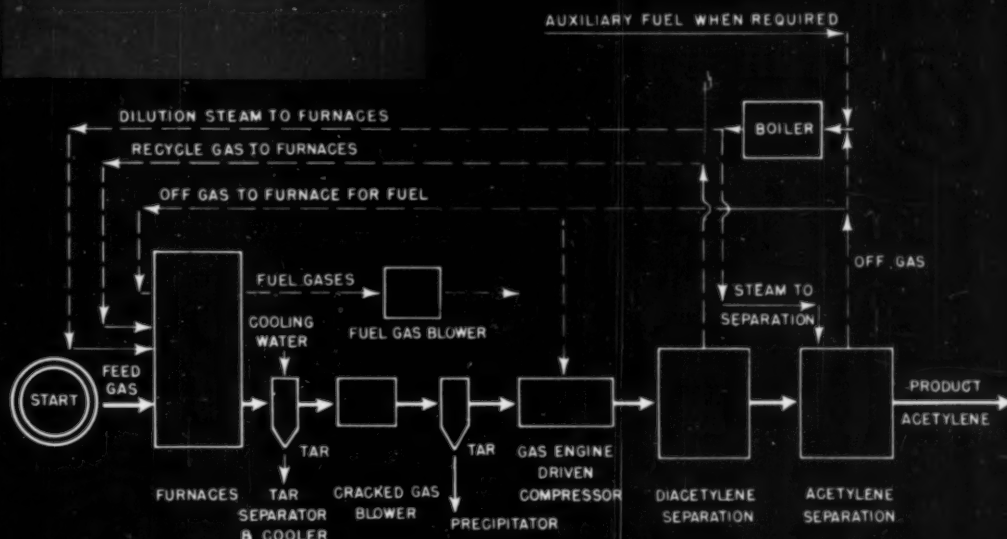 AUXILIARY FUEL WHEN REQUIRED
DILUTION STEAM TO FURNACES
BOILER
RECYCLE GAS TO FURNACES
OFF GAS TO FURNACE FOR FUEL
OFF GAS
FUEL GASES
STEAM TO
SEPARATION
COOLING
WATER
FUEL GAS BLOWER
START
FEED
GAS
PRODUCT
ACETYLENE
TAR
TAR
GAS ENGINE
DRIVEN
COMPRESSOR
FURNACES
TAR
SEPARATOR
& COOLER
CRACKED GAS
BLOWER
PRECIPITATOR
DIACETYLENE
SEPARATION
ACETYLENE
SEPARATION